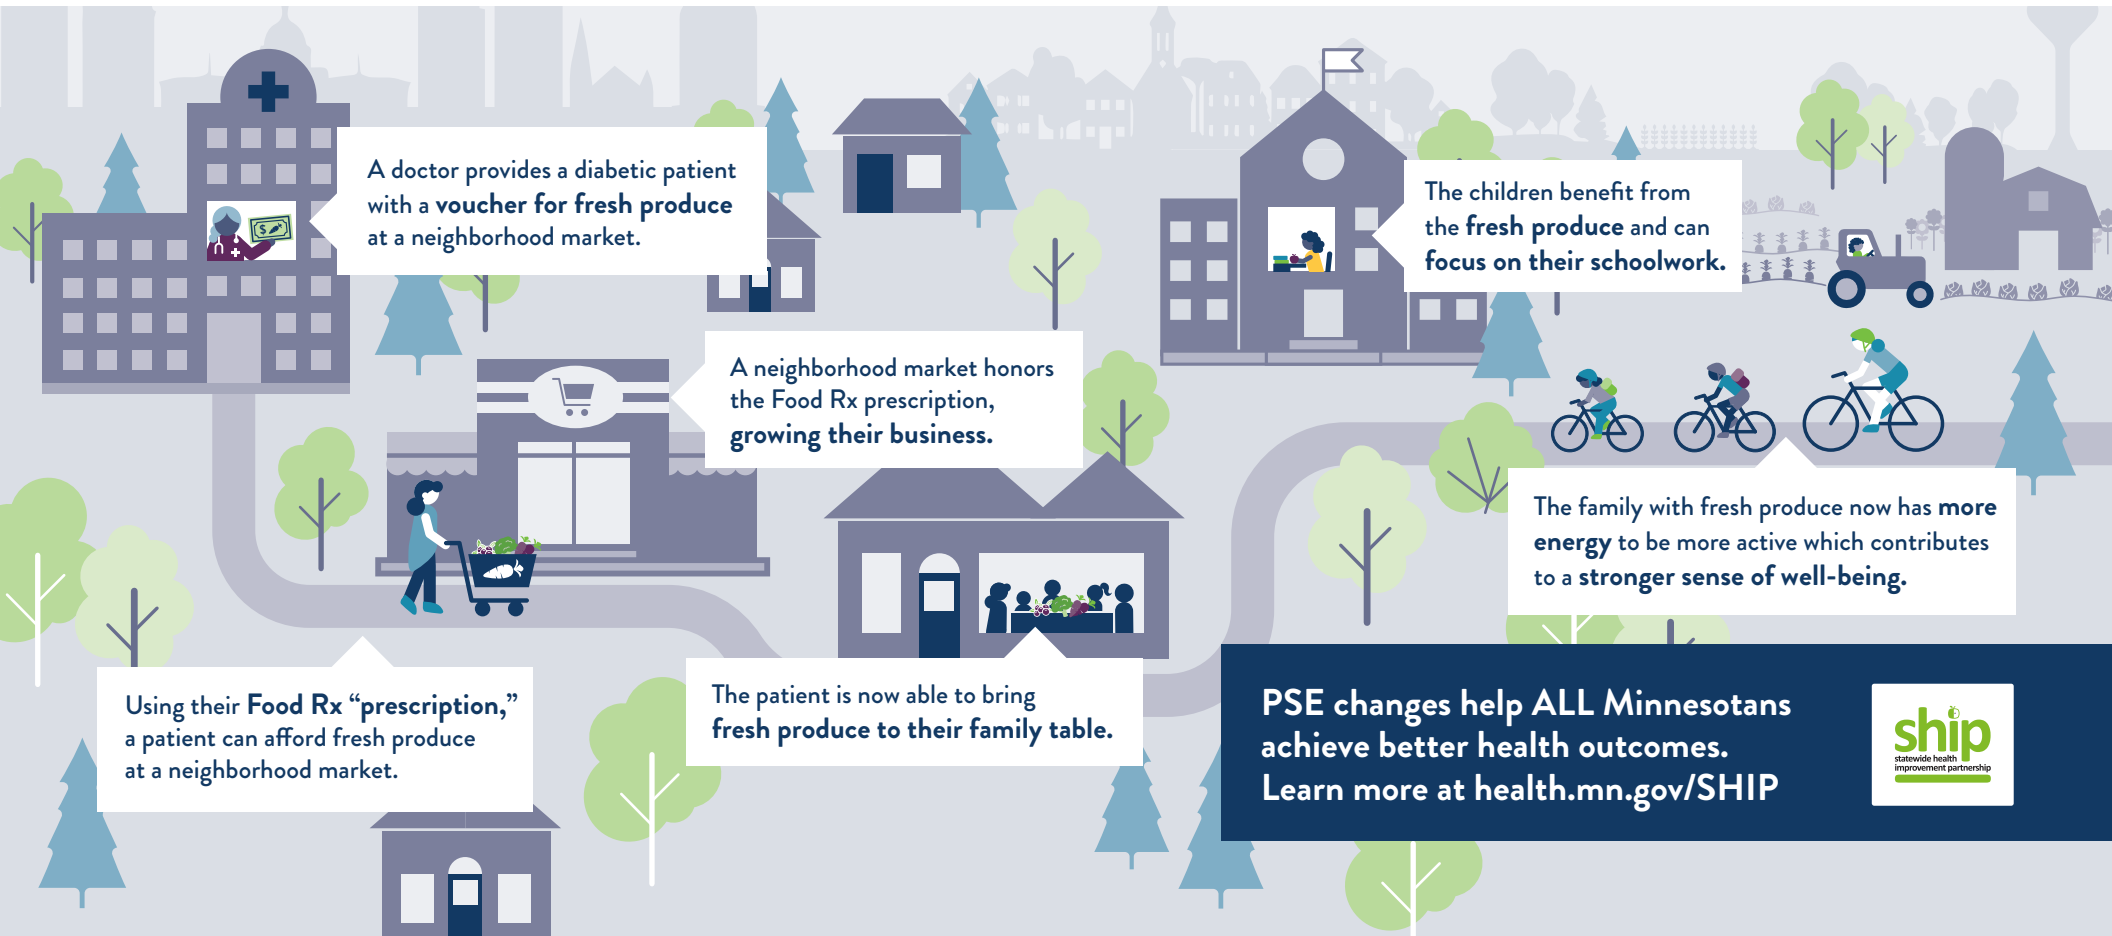 A doctor provides a diabetic patient
with a voucher for fresh produce
at a neighborhood market.
$
Using their Food Rx “prescription,”
a patient can afford fresh produce
at a neighborhood market.
A neighborhood market honors
the Food Rx prescription,
growing their business.
The patient is now able to bring
fresh produce to their family table.
The children benefit from
the fresh produce and can
focus on their schoolwork.
The family with fresh produce now has more
energy to be more active which contributes
to a stronger sense of well-being.
PSE changes help ALL Minnesotans
achieve better health outcomes.
Learn more at health.mn.gov/SHIP
ship
statewide health
improvement partnership